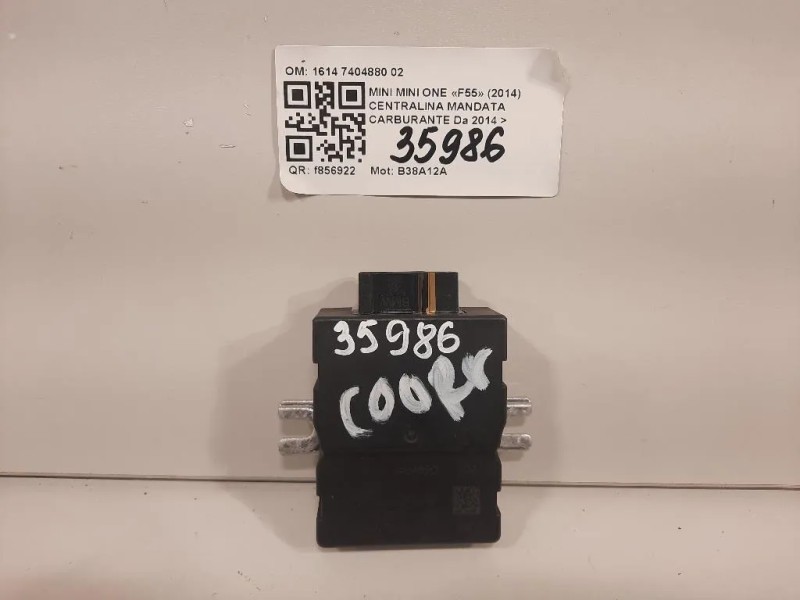 OM: 1614 7404880 02
MINI MINI ONE «F55» (2014)
CENTRALINA MANDATA
CARBURANTE Da 2014 >
35986
QR: f856922 Mot: B38A12A
35986
COOPER